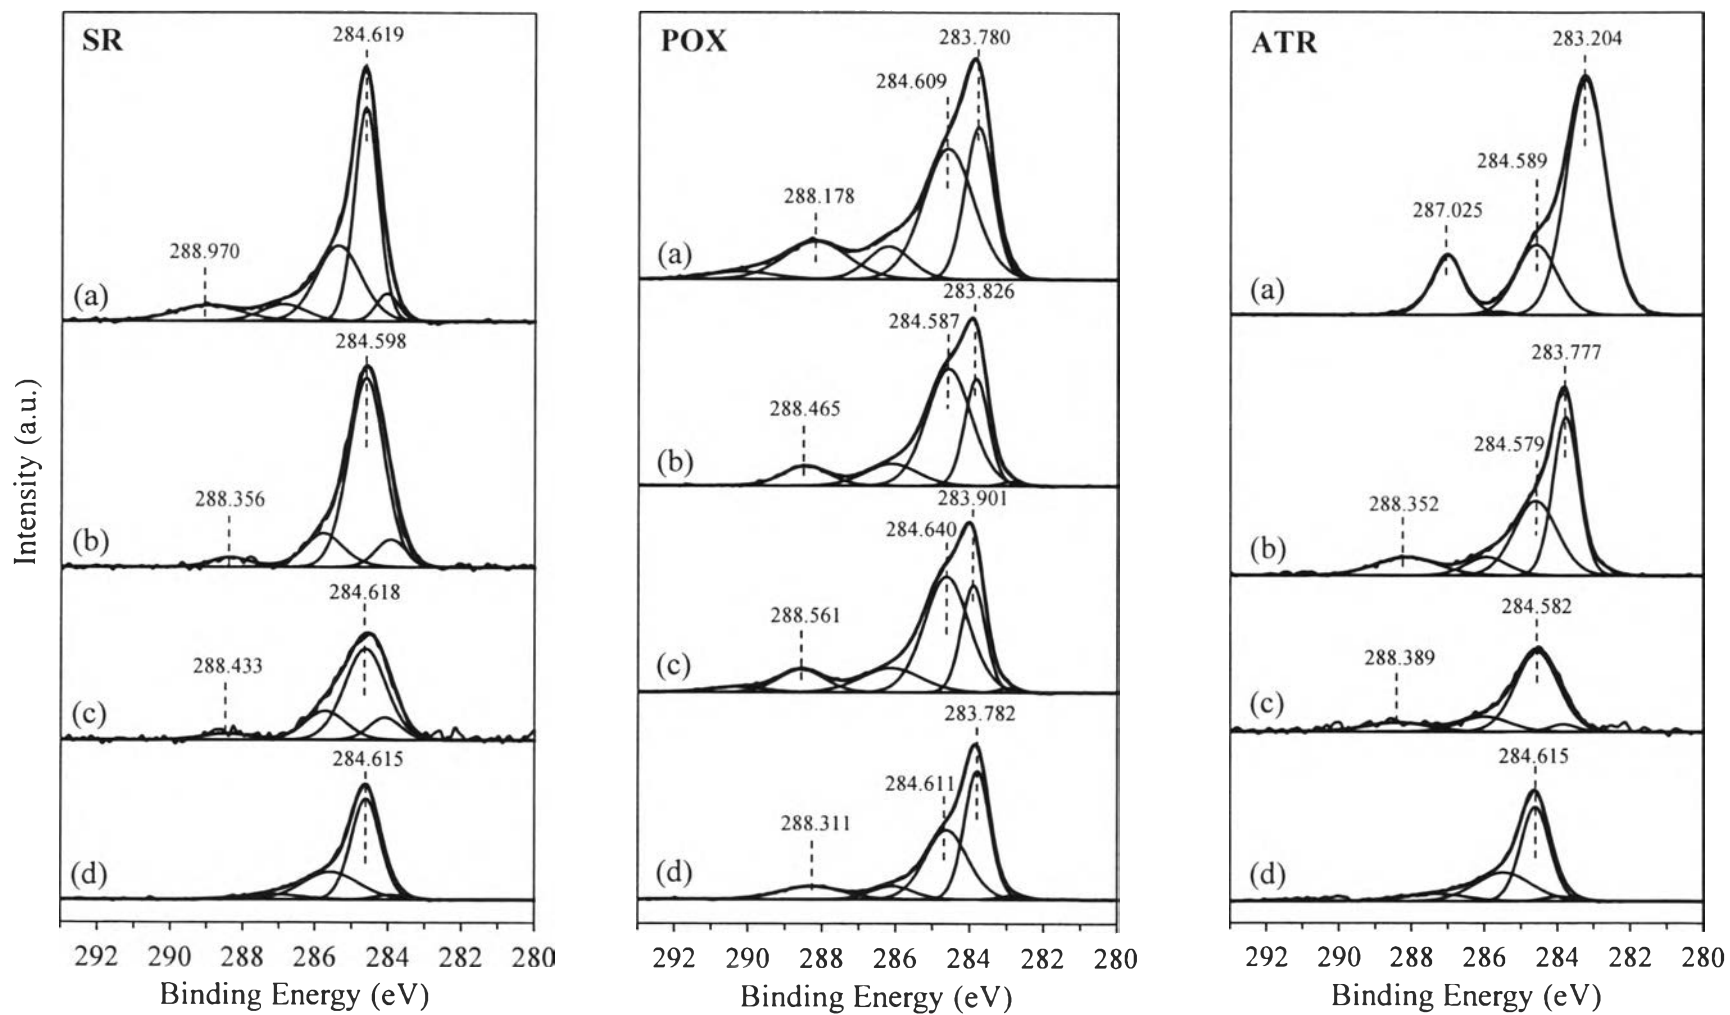 SR
284.619
288.970
(a)
284.598
288.356
(b)
284.618
288.433
(c)
284.615
(d)
292 290 288 286 284 282 280
Binding Energy (eV)
Intensity (a.u.)
POX
283.780
284.609
288.178
(a)
283.826
284.587
288.465
(b)
283.901
284.640
288.561
(c)
283.782
284.611
288.311
(d)
292 290 288 286 284 282 280
Binding Energy (eV)
ATR
283.204
284.589
287.025
(a)
283.777
284.579
288.352
(b)
284.582
288.389
(c)
284.615
(d)
292 290 288 286 284 282 280
Binding Energy (eV)